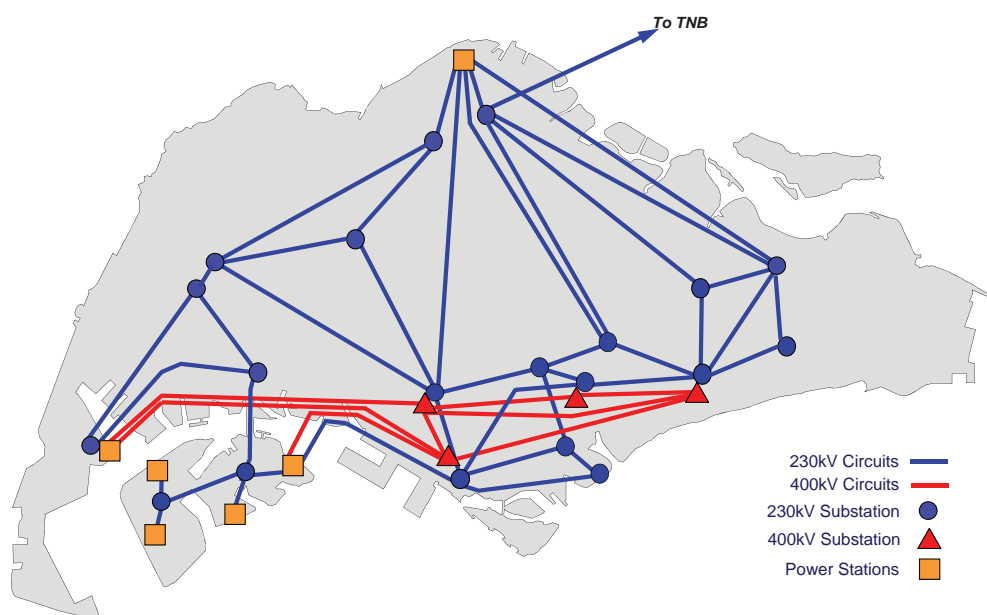 To TNB
230kV Circuits
400kV Circuits
230kV Substation
400kV Substation
Power Stations